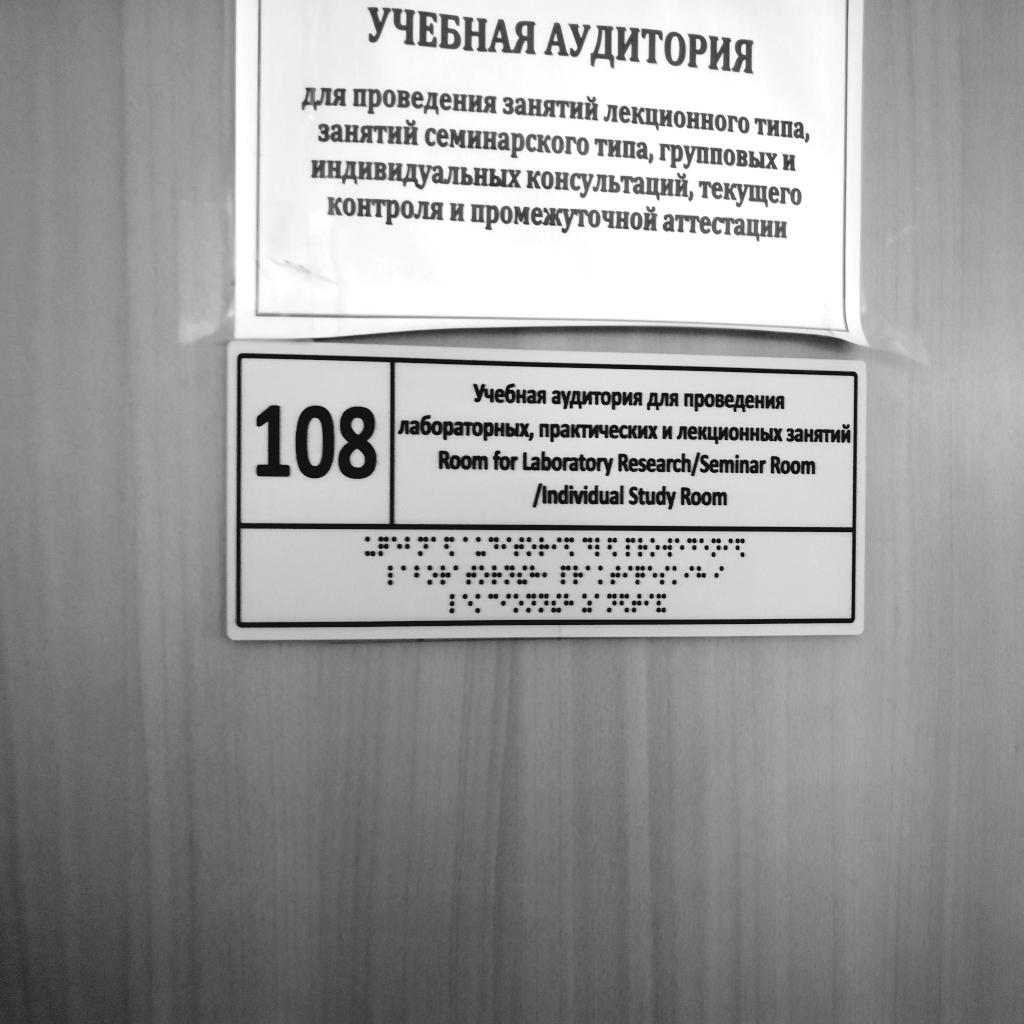 УЧЕБНАЯ АУДИТОРИЯ
для проведения занятий лекционного типа,
занятий семинарского типа, групповых и
индивидуальных консультаций, текущего
контроля и промежуточной аттестации
108
Учебная аудитория для проведения
лабораторных, практических и лекционных занятий
Room for Laboratory Research/Seminar Room
/Individual Study Room